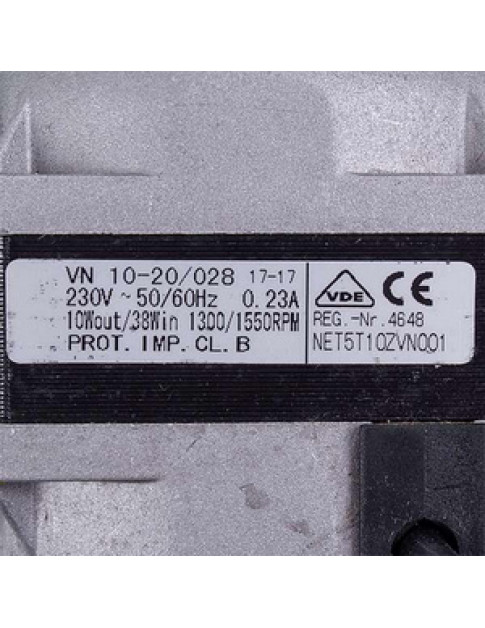 VN 10-20/028 17-17
230V ~ 50/60Hz 0.23A
10Wout/38Win 1300/1550RPM
PROT. IMP. CL. B
VDE CE
REG.-Nr. 4648
NET5T10ZVN001